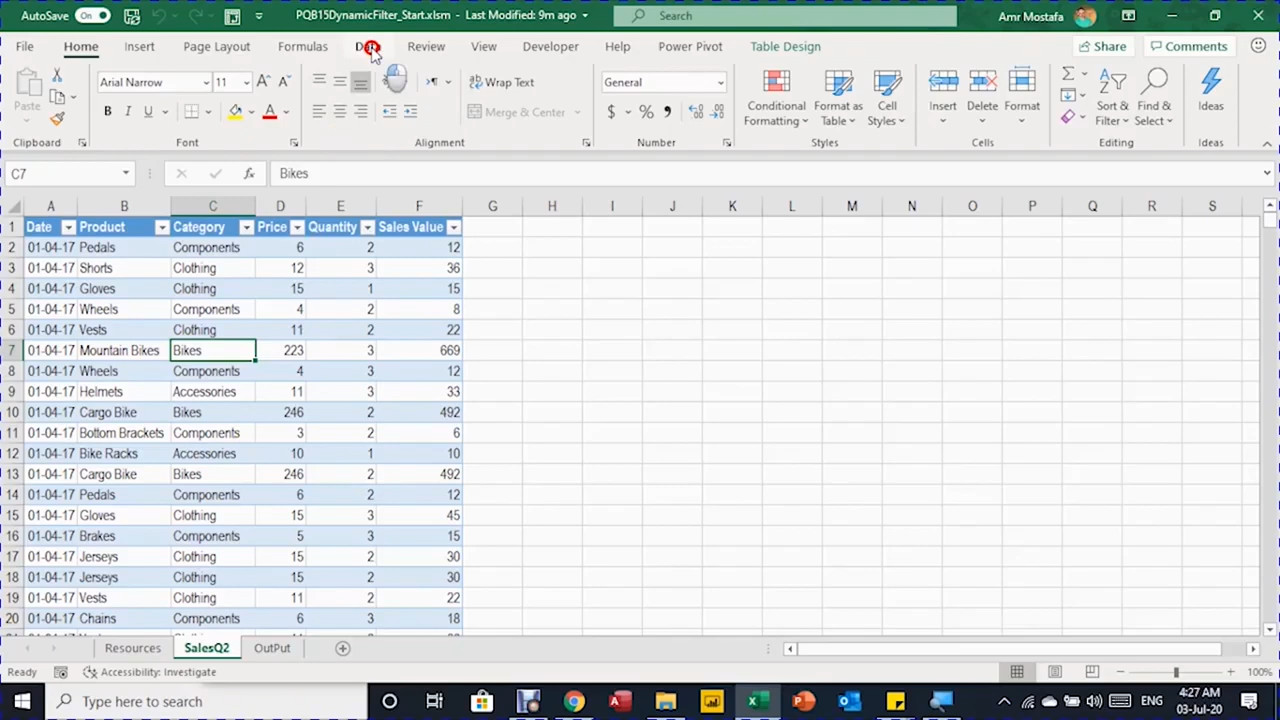 AutoSave On PQB15DynamicFilter_Start.xlsm - Last Modified: 9m ago Search Amr Mostafa
File Home Insert Page Layout Formulas Review View Developer Help Power Pivot Table Design Share Comments
Paste Arial Narrow 11 Wrap Text General Conditional Formatting Format as Table Cell Styles Insert Delete Format Sort & Filter Find & Select Ideas
B I U A Merge & Center $ % ,
Clipboard Font Alignment Number Styles Cells Editing Ideas
C7 fx Bikes
A B C D E F G H I J K L M N O P Q R S
1 Date Product Category Price Quantity Sales Value
2 01-04-17 Pedals Components 6 2 12
3 01-04-17 Shorts Clothing 12 3 36
4 01-04-17 Gloves Clothing 15 1 15
5 01-04-17 Wheels Components 4 2 8
6 01-04-17 Vests Clothing 11 2 22
7 01-04-17 Mountain Bikes Bikes 223 3 669
8 01-04-17 Wheels Components 4 3 12
9 01-04-17 Helmets Accessories 11 3 33
10 01-04-17 Cargo Bike Bikes 246 2 492
11 01-04-17 Bottom Brackets Components 3 2 6
12 01-04-17 Bike Racks Accessories 10 1 10
13 01-04-17 Cargo Bike Bikes 246 2 492
14 01-04-17 Pedals Components 6 2 12
15 01-04-17 Gloves Clothing 15 3 45
16 01-04-17 Brakes Components 5 3 15
17 01-04-17 Jerseys Clothing 15 2 30
18 01-04-17 Jerseys Clothing 15 2 30
19 01-04-17 Vests Clothing 11 2 22
20 01-04-17 Chains Components 6 3 18
Resources SalesQ2 OutPut
Ready Accessibility: Investigate 100%
Type here to search ENG 4:27 AM
03-Jul-20